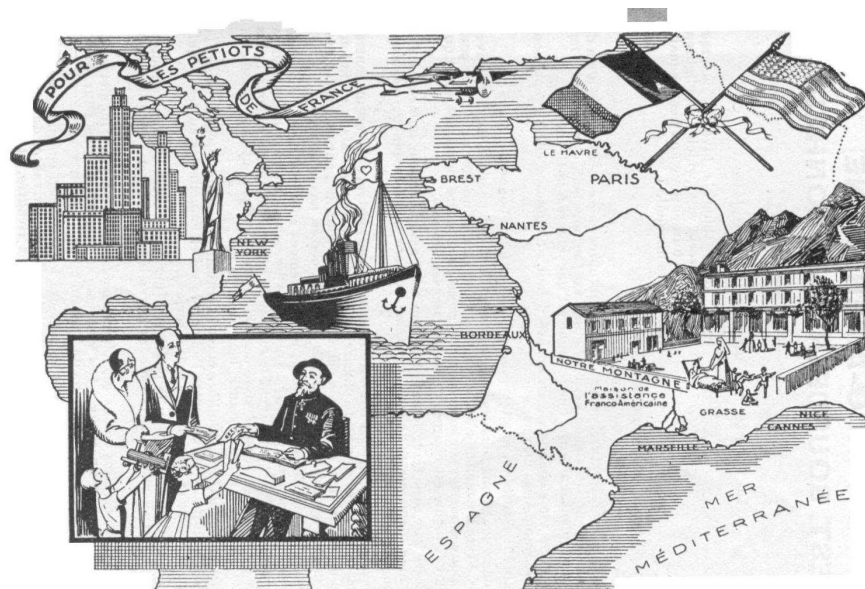 POUR LES PETIOTS DE FRANCE
LE HAVRE
BREST
PARIS
NANTES
NEW YORK
BORDEAUX
NOTRE MONTAGNE
Maison de
l'assistance
Franco Américaine
GRASSE
NICE
CANNES
MARSEILLE
ESPAGNE
MER
MÉDITERRANÉE